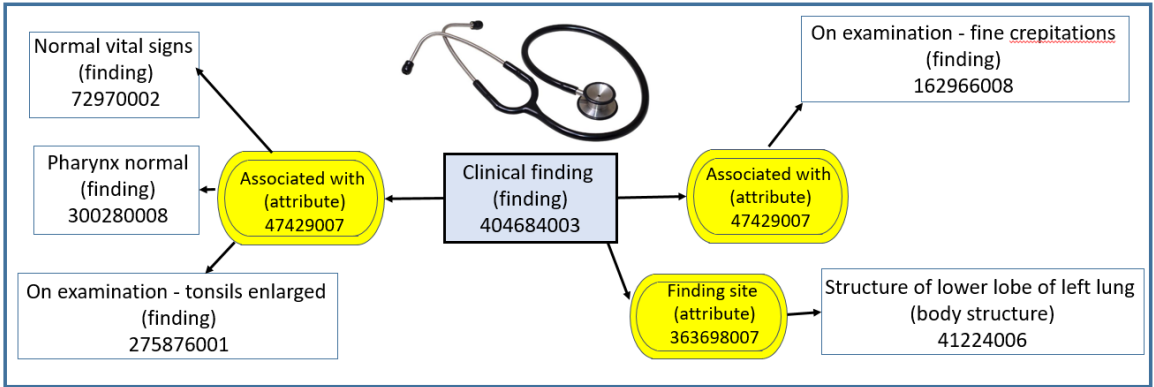 Normal vital signs
(finding)
72970002
On examination - fine crepitations
(finding)
162966008
Pharynx normal
(finding)
300280008
Associated with
(attribute)
47429007
Clinical finding
(finding)
404684003
Associated with
(attribute)
47429007
On examination - tonsils enlarged
(finding)
275876001
Finding site
(attribute)
363698007
Structure of lower lobe of left lung
(body structure)
41224006